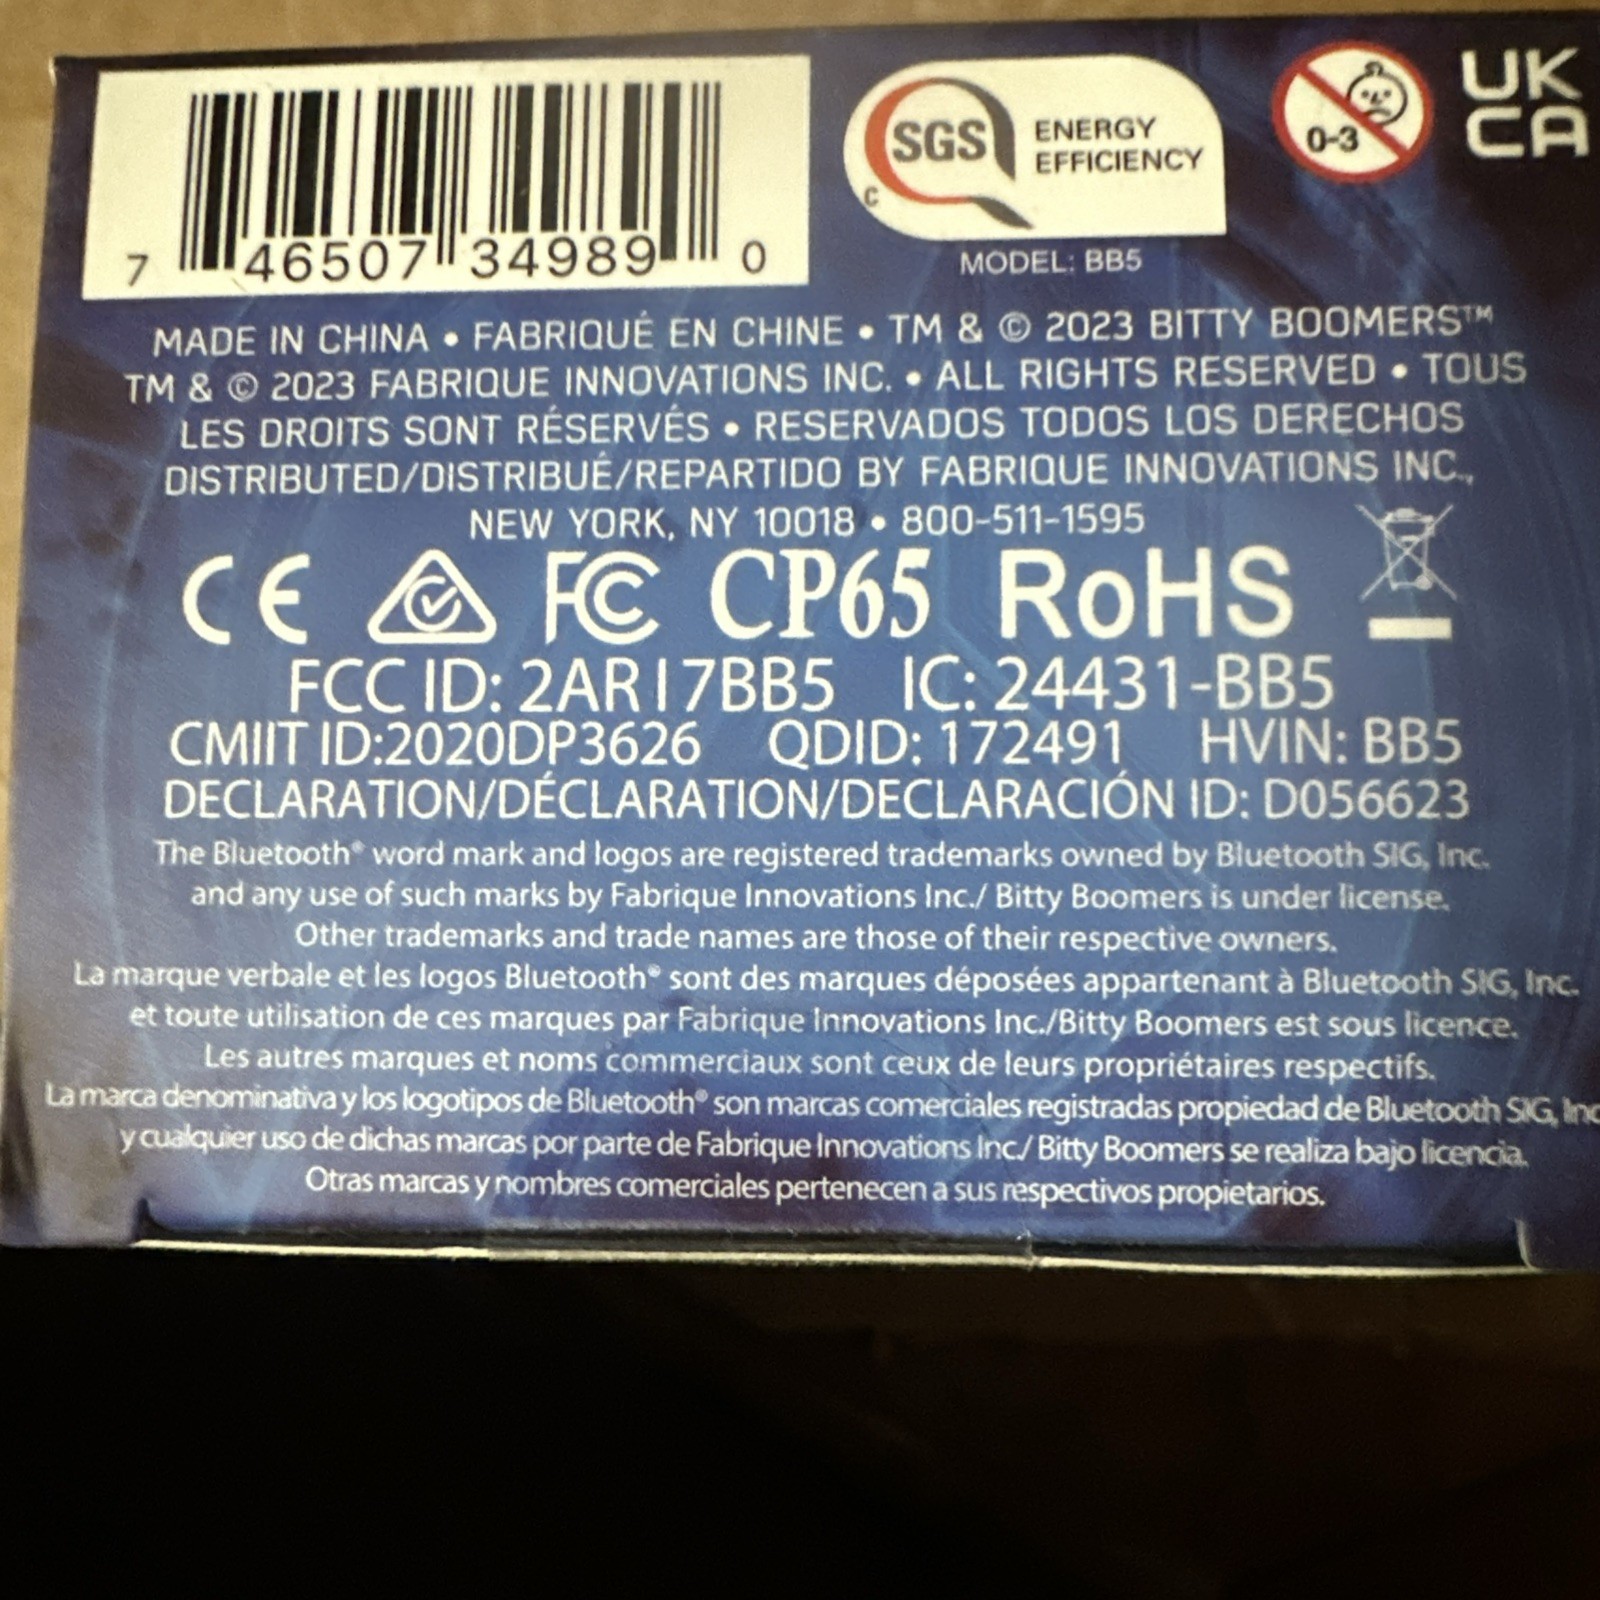 7 46507 34989 0
SGS
C
ENERGY
EFFICIENCY
MODEL: BB5
0-3
UK
CA
MADE IN CHINA • FABRIQUÉ EN CHINE • TM & © 2023 BITTY BOOMERS™
TM & © 2023 FABRIQUE INNOVATIONS INC. • ALL RIGHTS RESERVED • TOUS
LES DROITS SONT RÉSERVÉS • RESERVADOS TODOS LOS DERECHOS
DISTRIBUTED/DISTRIBUÉ/REPARTIDO BY FABRIQUE INNOVATIONS INC.,
NEW YORK, NY 10018 • 800-511-1595
CE FC CP65 RoHS
FCC ID: 2ARI7BB5 IC: 24431-BB5
CMIIT ID:2020DP3626 QDID: 172491 HVIN: BB5
DECLARATION/DÉCLARATION/DECLARACIÓN ID: D056623
The Bluetooth® word mark and logos are registered trademarks owned by Bluetooth SIG, Inc.
and any use of such marks by Fabrique Innovations Inc./ Bitty Boomers is under license.
Other trademarks and trade names are those of their respective owners.
La marque verbale et les logos Bluetooth® sont des marques déposées appartenant à Bluetooth SIG, Inc.
et toute utilisation de ces marques par Fabrique Innovations Inc./Bitty Boomers est sous licence.
Les autres marques et noms commerciaux sont ceux de leurs propriétaires respectifs.
La marca denominativa y los logotipos de Bluetooth® son marcas comerciales registradas propiedad de Bluetooth SIG, Inc
y cualquier uso de dichas marcas por parte de Fabrique Innovations Inc./ Bitty Boomers se realiza bajo licencia.
Otras marcas y nombres comerciales pertenecen a sus respectivos propietarios.